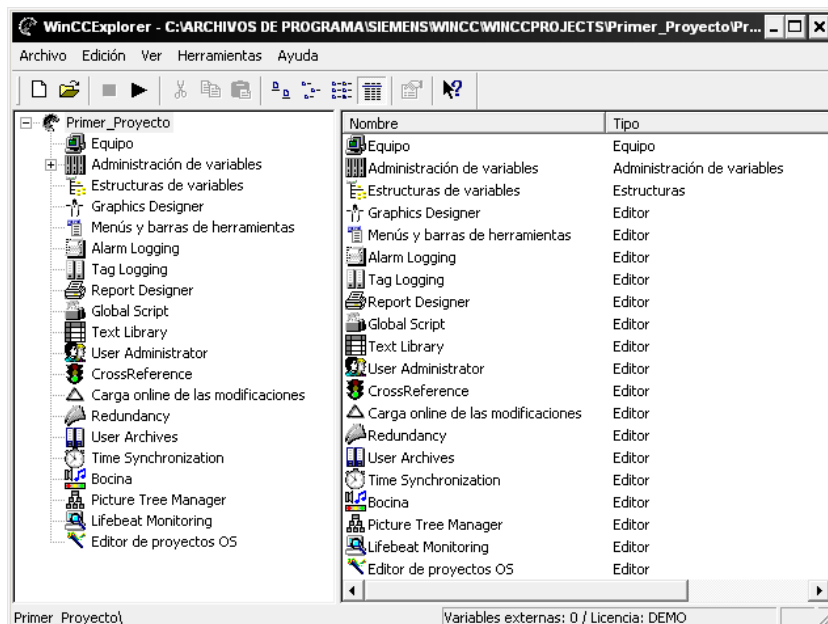 WinCCExplorer - C:\ARCHIVOS DE PROGRAMA\SIEMENS\WINCC\WINCCPROJECTS\Primer_Proyecto\Pr...
Archivo Edición Ver Herramientas Ayuda
Primer_Proyecto
Equipo
Administración de variables
Estructuras de variables
Graphics Designer
Menús y barras de herramientas
Alarm Logging
Tag Logging
Report Designer
Global Script
Text Library
User Administrator
CrossReference
Carga online de las modificaciones
Redundancy
User Archives
Time Synchronization
Bocina
Picture Tree Manager
Lifebeat Monitoring
Editor de proyectos OS
Nombre Tipo
Equipo Equipo
Administración de variables Administración de variables
Estructuras de variables Estructuras
Graphics Designer Editor
Menús y barras de herramientas Editor
Alarm Logging Editor
Tag Logging Editor
Report Designer Editor
Global Script Editor
Text Library Editor
User Administrator Editor
CrossReference Editor
Carga online de las modificaciones Editor
Redundancy Editor
User Archives Editor
Time Synchronization Editor
Bocina Editor
Picture Tree Manager Editor
Lifebeat Monitoring Editor
Editor de proyectos OS Editor
Primer_Proyecto\ Variables externas: 0 / Licencia: DEMO